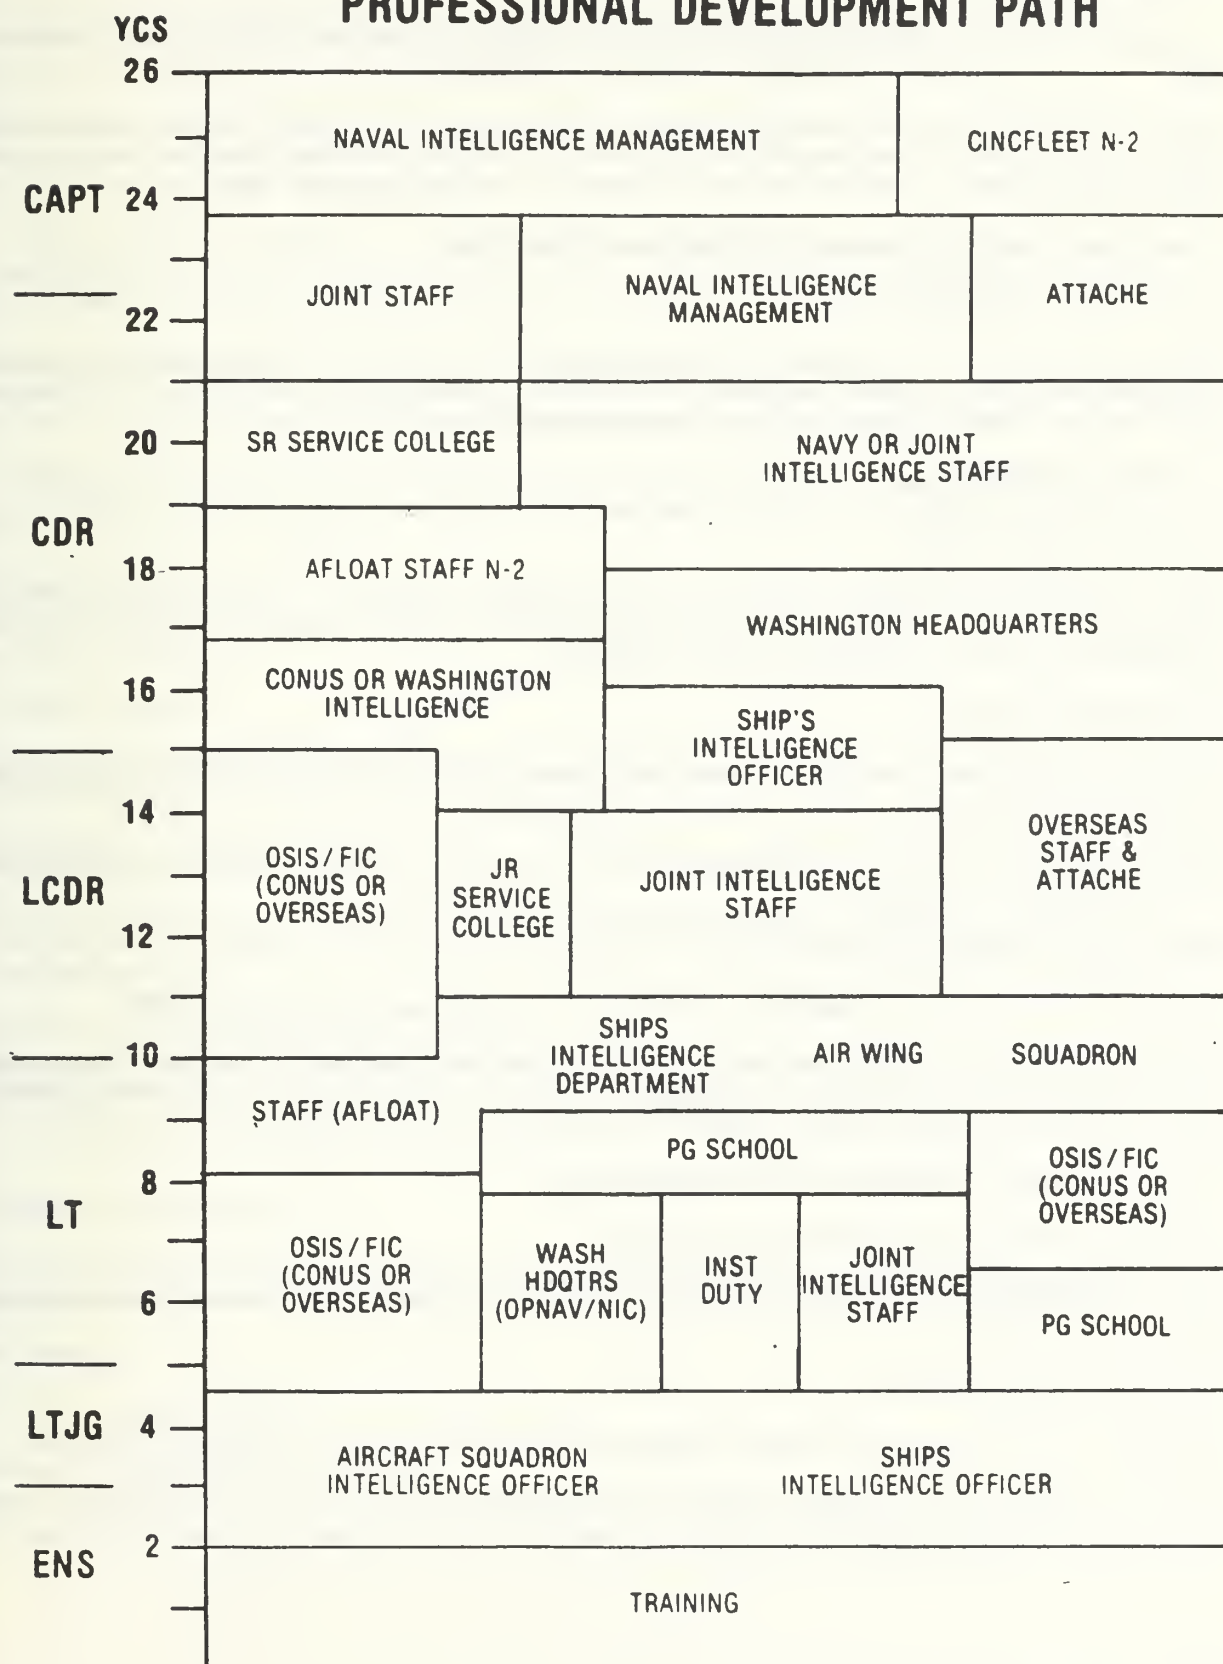 PROFESSIONAL DEVELOPMENT PATH
YCS
26
NAVAL INTELLIGENCE MANAGEMENT
CINCFLEET N-2
CAPT
24
JOINT STAFF
NAVAL INTELLIGENCE
MANAGEMENT
ATTACHE
22
20
SR SERVICE COLLEGE
NAVY OR JOINT
INTELLIGENCE STAFF
CDR
18
AFLOAT STAFF N-2
WASHINGTON HEADQUARTERS
16
CONUS OR WASHINGTON
INTELLIGENCE
SHIP'S
INTELLIGENCE
OFFICER
14
OVERSEAS
STAFF &
ATTACHE
LCDR
OSIS/FIC
(CONUS OR
OVERSEAS)
JR
SERVICE
COLLEGE
JOINT INTELLIGENCE
STAFF
12
10
SHIPS
INTELLIGENCE
DEPARTMENT
AIR WING
SQUADRON
STAFF (AFLOAT)
PG SCHOOL
OSIS/FIC
(CONUS OR
OVERSEAS)
8
LT
OSIS/FIC
(CONUS OR
OVERSEAS)
WASH
HDQTRS
(OPNAV/NIC)
INST
DUTY
JOINT
INTELLIGENCE
STAFF
6
PG SCHOOL
LTJG
4
AIRCRAFT SQUADRON
INTELLIGENCE OFFICER
SHIPS
INTELLIGENCE OFFICER
2
ENS
TRAINING